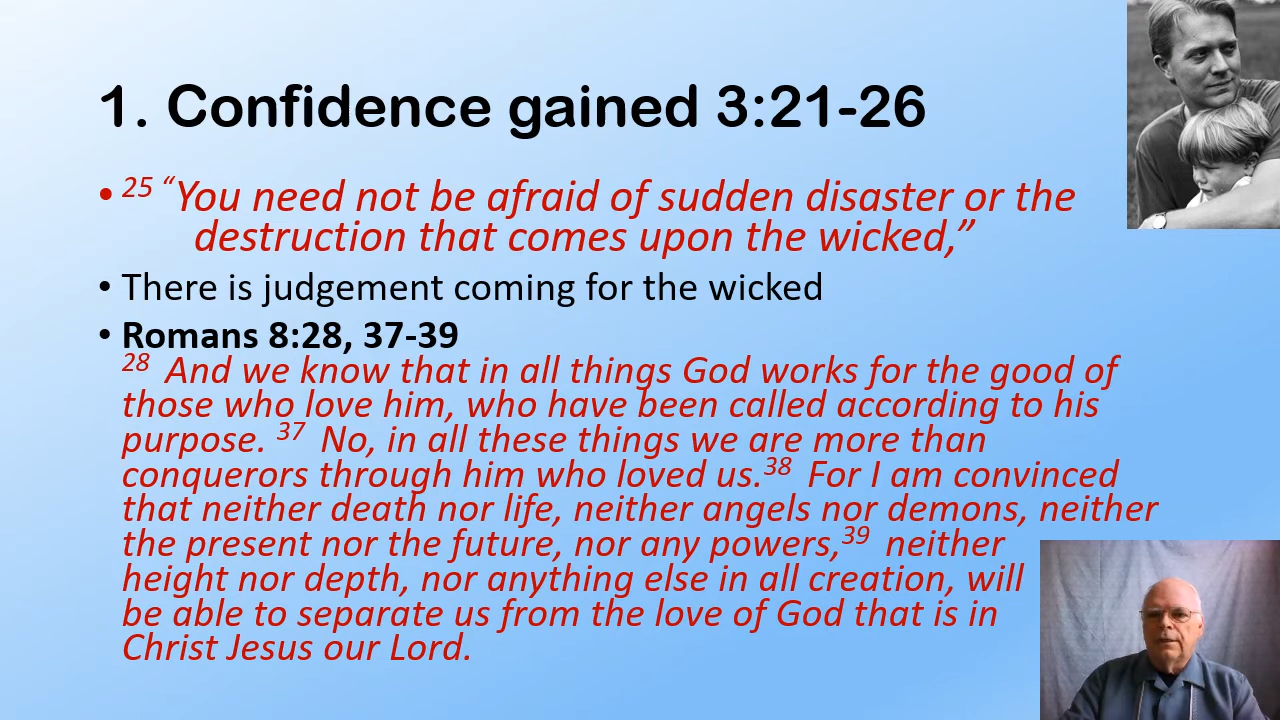 1. Confidence gained 3:21-26
• 25 “You need not be afraid of sudden disaster or the
destruction that comes upon the wicked,”
• There is judgement coming for the wicked
• Romans 8:28, 37-39
28 And we know that in all things God works for the good of
those who love him, who have been called according to his
purpose. 37 No, in all these things we are more than
conquerors through him who loved us.38 For I am convinced
that neither death nor life, neither angels nor demons, neither
the present nor the future, nor any powers,39 neither
height nor depth, nor anything else in all creation, will
be able to separate us from the love of God that is in
Christ Jesus our Lord.